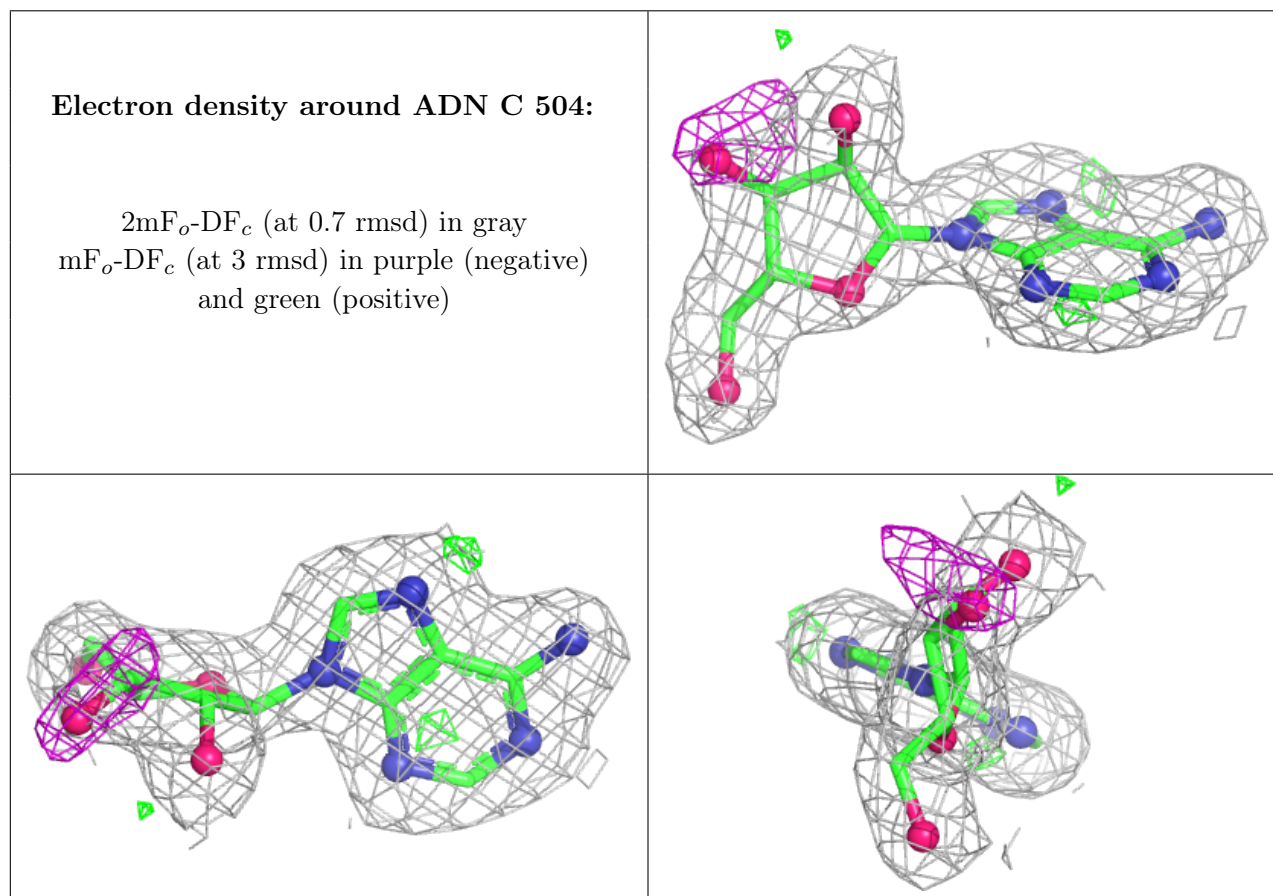 Electron density around ADN C 504:
2mFo-DFc (at 0.7 rmsd) in gray
mFo-DFc (at 3 rmsd) in purple (negative)
and green (positive)